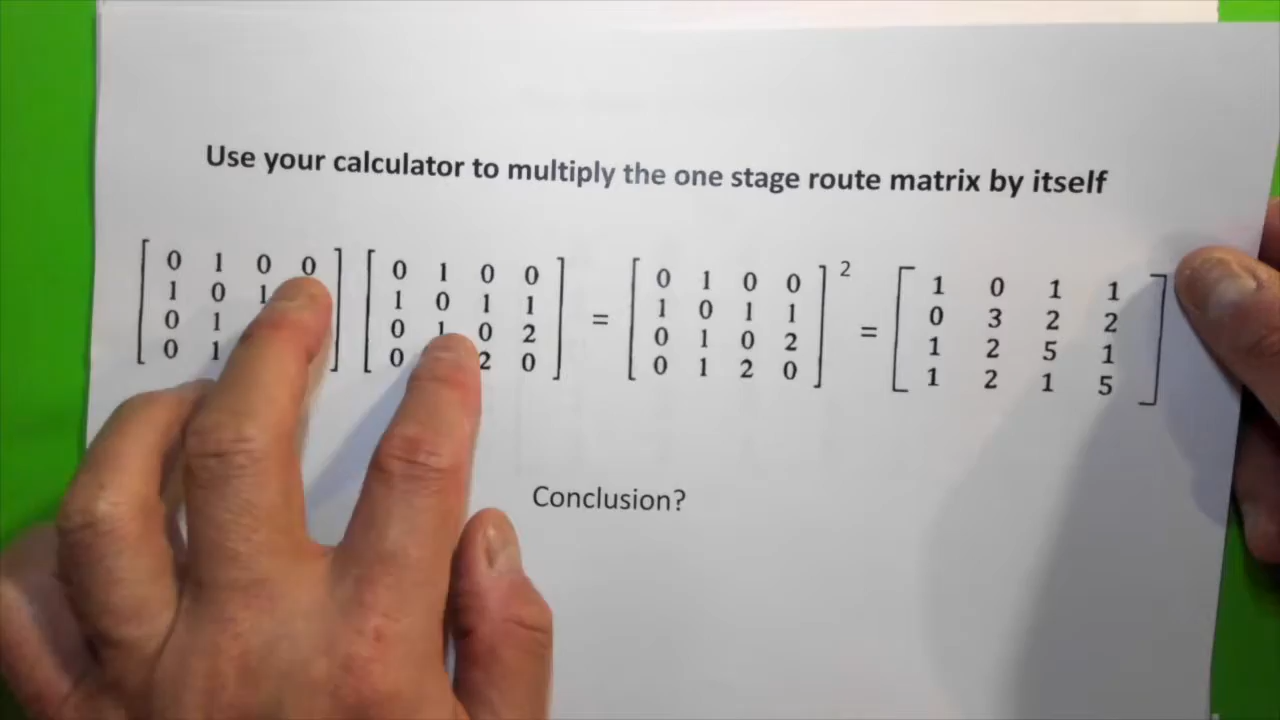 Use your calculator to multiply the one stage route matrix by itself
0 1 0 0   0 1 0 0   0 1 0 0 2   1 0 1 1
1 0 1   1 0 1 1 = 1 0 1 1 = 0 3 2 2
0 1   0 1 0 2   0 1 0 2   1 2 5 1
0 1   0 2 0   0 1 2 0   1 2 1 5
Conclusion?